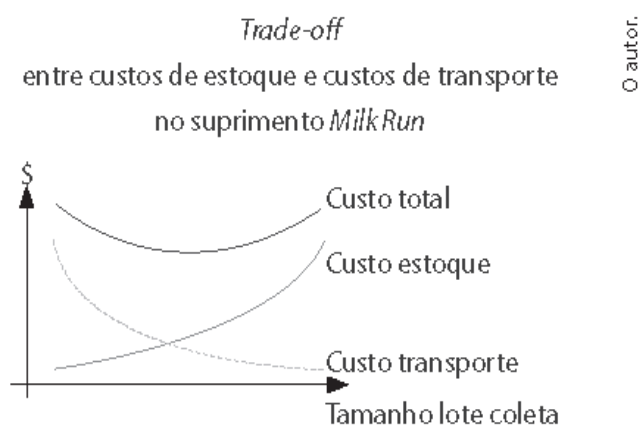 Trade-off
entre custos de estoque e custos de transporte
no suprimento Milk Run
O autor.
$
Custo total
Custo estoque
Custo transporte
Tamanho lote coleta